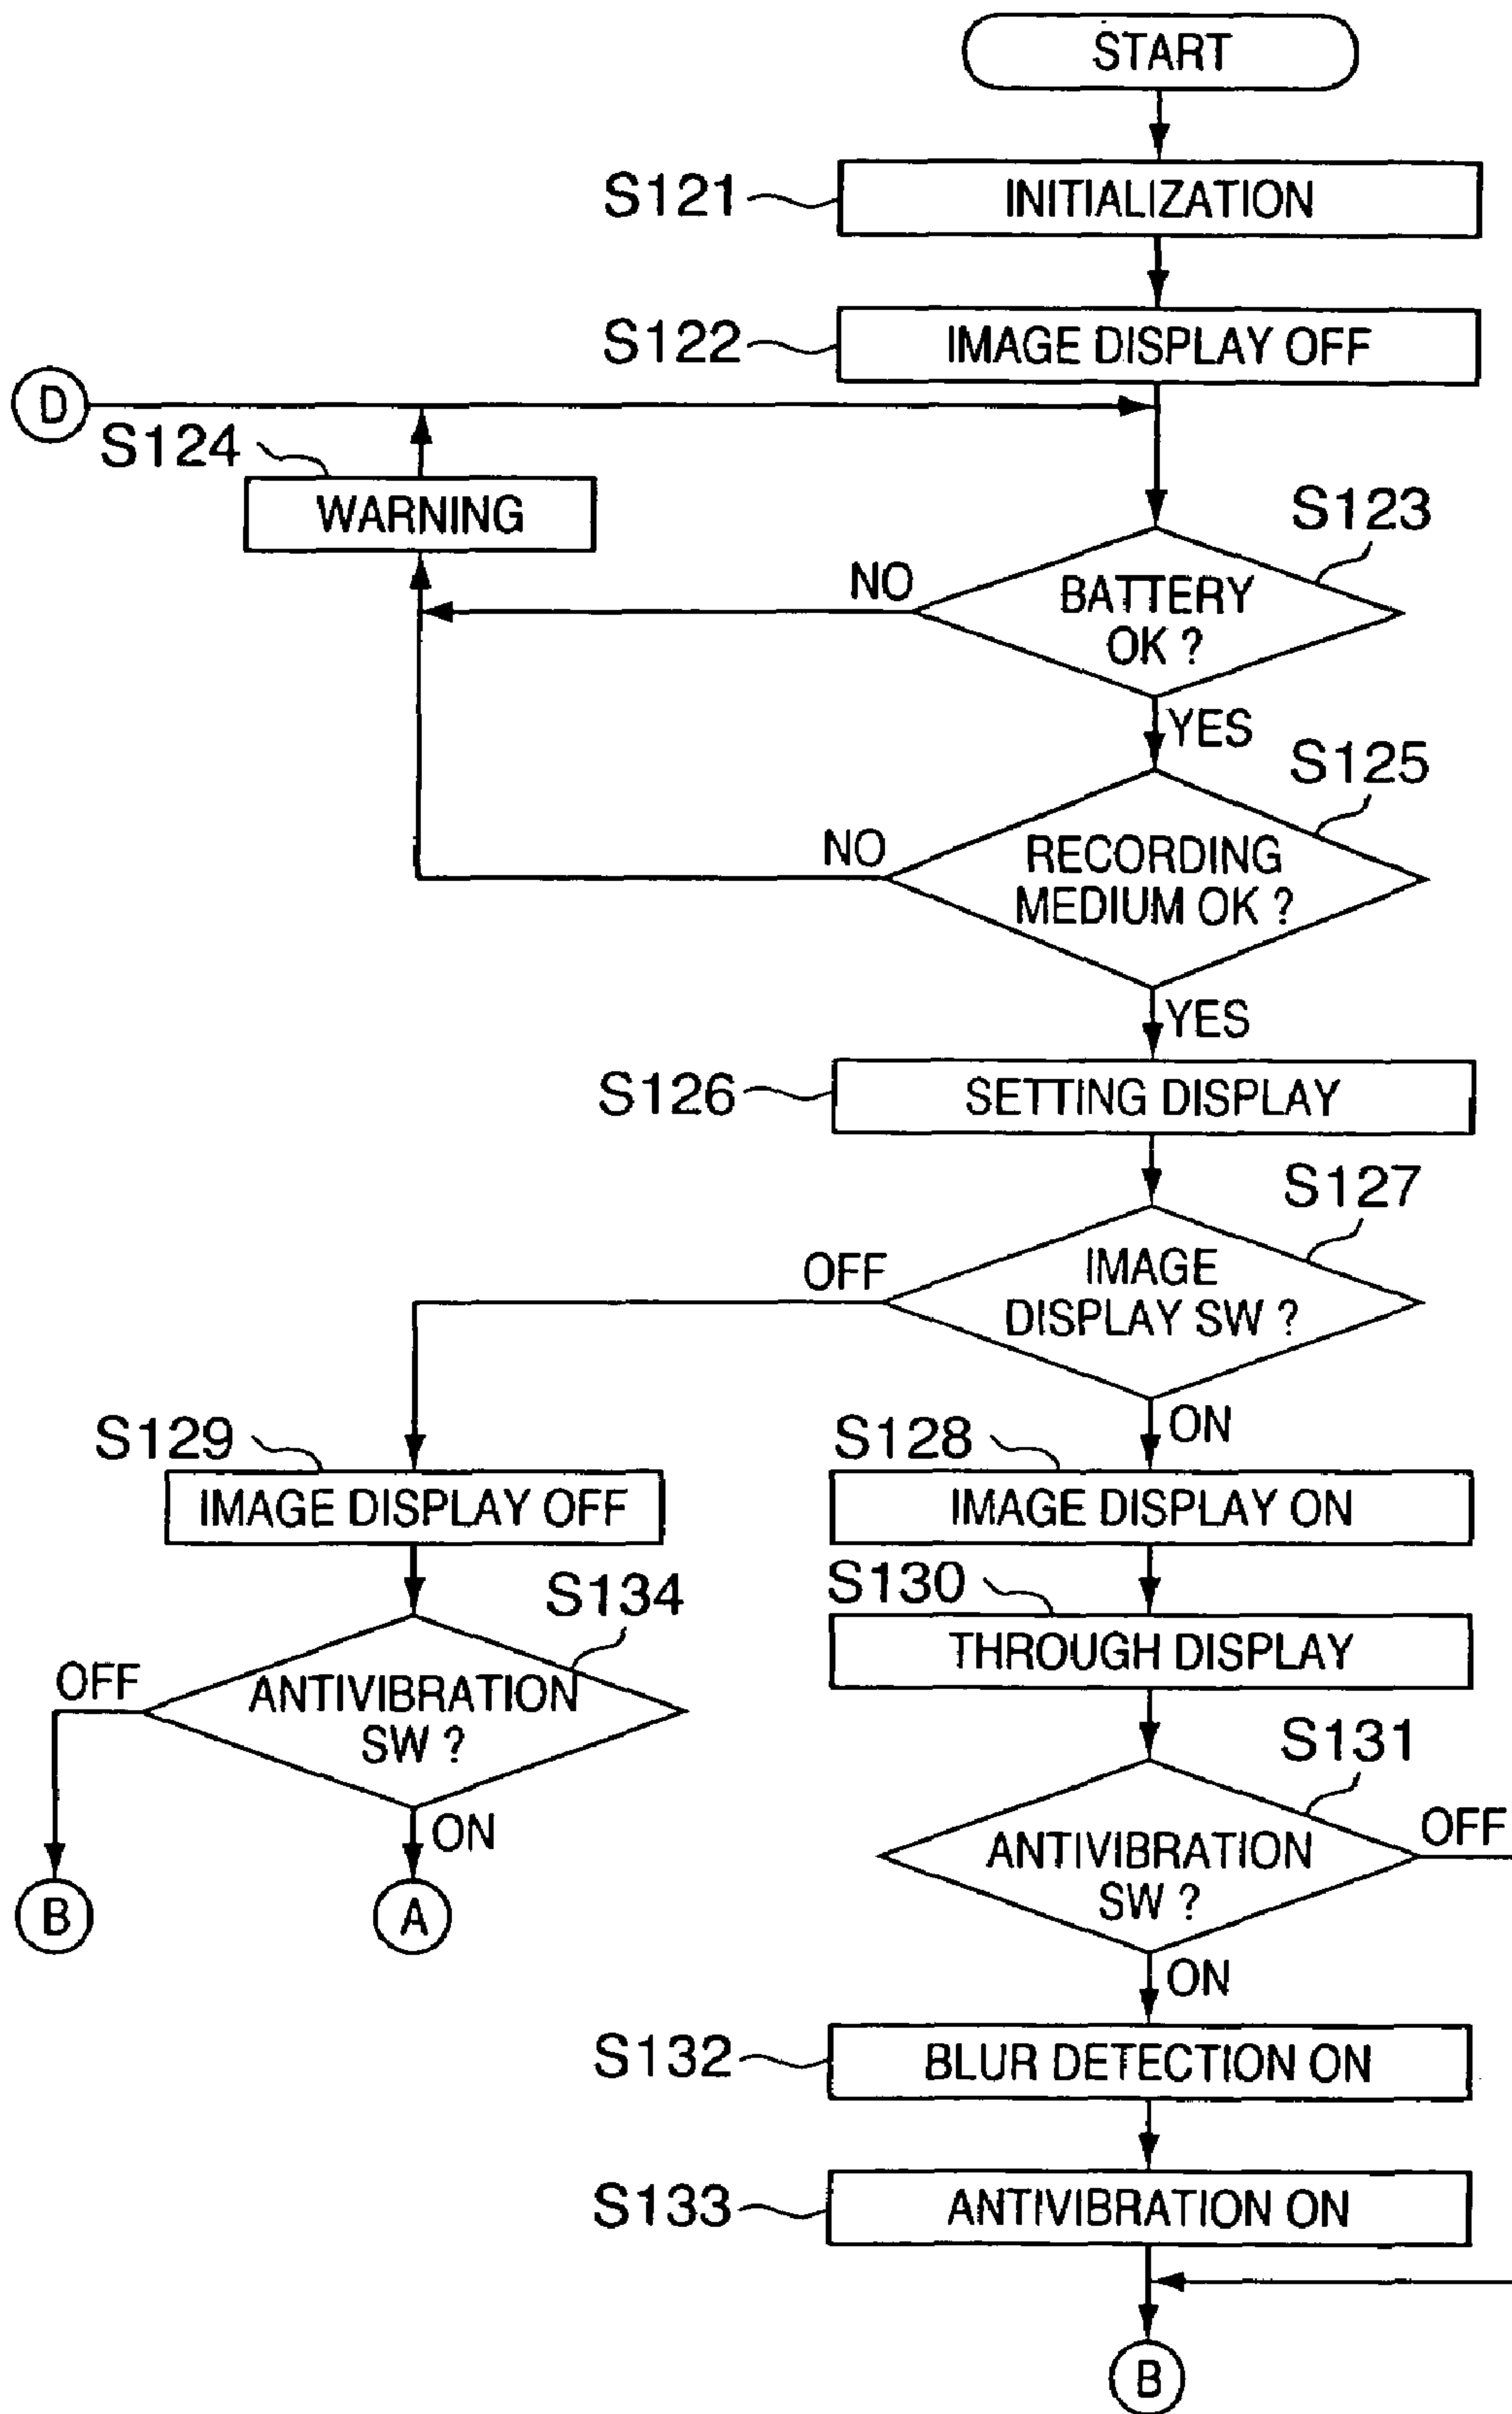 START
S121
INITIALIZATION
S122
IMAGE DISPLAY OFF
D
S124
WARNING
S123
NO
BATTERY
OK ?
YES
S125
NO
RECORDING
MEDIUM OK ?
YES
S126
SETTING DISPLAY
S127
OFF
IMAGE
DISPLAY SW ?
ON
S129
IMAGE DISPLAY OFF
S128
IMAGE DISPLAY ON
S134
OFF
ANTIVIBRATION
SW ?
ON
B
A
S130
THROUGH DISPLAY
S131
OFF
ANTIVIBRATION
SW ?
ON
S132
BLUR DETECTION ON
S133
ANTIVIBRATION ON
B